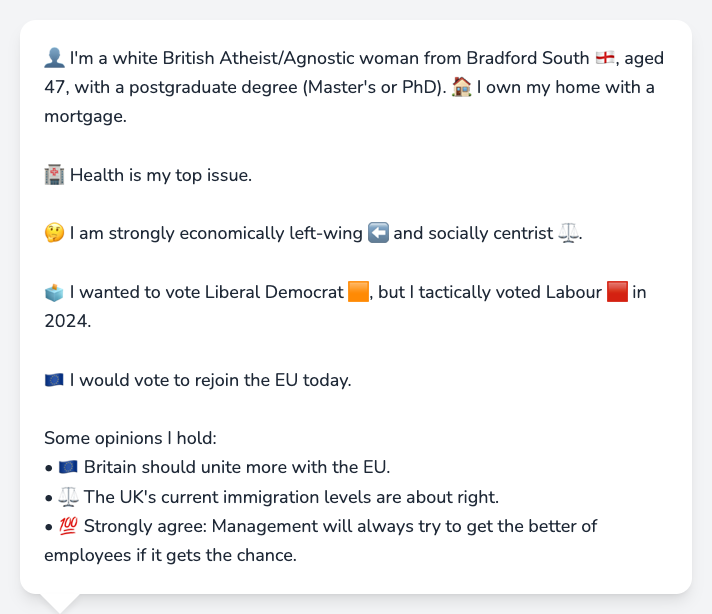 👤 I'm a white British Atheist/Agnostic woman from Bradford South 🏴󠁧󠁢󠁥󠁮󠁧󠁿, aged
47, with a postgraduate degree (Master's or PhD). 🏠 I own my home with a
mortgage.
🏥 Health is my top issue.
🤔 I am strongly economically left-wing ⬅️ and socially centrist ⚖️.
🗳️ I wanted to vote Liberal Democrat 🟧, but I tactically voted Labour 🟥 in
2024.
🇪🇺 I would vote to rejoin the EU today.
Some opinions I hold:
• 🇪🇺 Britain should unite more with the EU.
• ⚖️ The UK's current immigration levels are about right.
• 💯 Strongly agree: Management will always try to get the better of
employees if it gets the chance.